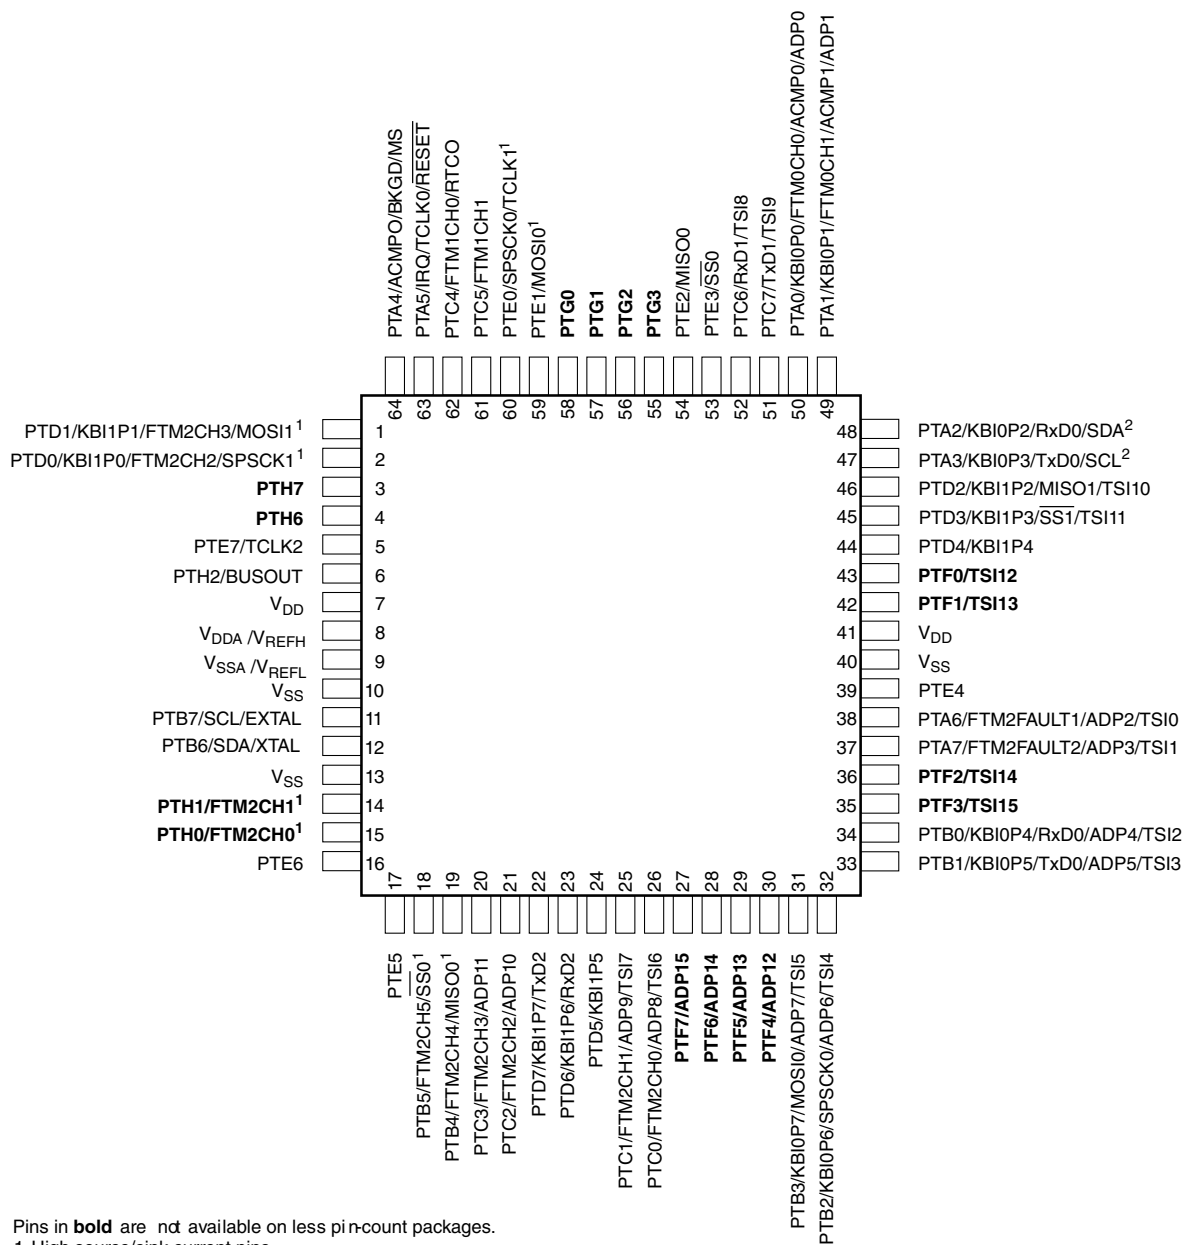 PTA4/ACMPO/BKGD/MS
PTA5/IRQ/TCLK0/RESET
PTC4/FTM1CH0/RTCO
PTC5/FTM1CH1
PTE0/SPSCK0/TCLK1¹
PTE1/MOSI0¹
PTG0
PTG1
PTG2
PTG3
PTE2/MISO0
PTE3/SS0
PTC6/RxD1/TSI8
PTC7/TxD1/TSI9
PTA0/KBI0P0/FTM0CH0/ACMP0/ADP0
PTA1/KBI0P1/FTM0CH1/ACMP1/ADP1
64 63 62 61 60 59 58 57 56 55 54 53 52 51 50 49
PTD1/KBI1P1/FTM2CH3/MOSI1¹ 1
PTD0/KBI1P0/FTM2CH2/SPSCK1¹ 2
PTH7 3
PTH6 4
PTE7/TCLK2 5
PTH2/BUSOUT 6
VDD 7
VDDA /VREFH 8
VSSA /VREFL 9
VSS 10
PTB7/SCL/EXTAL 11
PTB6/SDA/XTAL 12
VSS 13
PTH1/FTM2CH1¹ 14
PTH0/FTM2CH0¹ 15
PTE6 16
48 PTA2/KBI0P2/RxD0/SDA²
47 PTA3/KBI0P3/TxD0/SCL²
46 PTD2/KBI1P2/MISO1/TSI10
45 PTD3/KBI1P3/SS1/TSI11
44 PTD4/KBI1P4
43 PTF0/TSI12
42 PTF1/TSI13
41 VDD
40 VSS
39 PTE4
38 PTA6/FTM2FAULT1/ADP2/TSI0
37 PTA7/FTM2FAULT2/ADP3/TSI1
36 PTF2/TSI14
35 PTF3/TSI15
34 PTB0/KBI0P4/RxD0/ADP4/TSI2
33 PTB1/KBI0P5/TxD0/ADP5/TSI3
17 18 19 20 21 22 23 24 25 26 27 28 29 30 31 32
PTE5
PTB5/FTM2CH5/SS0¹
PTB4/FTM2CH4/MISO0¹
PTC3/FTM2CH3/ADP11
PTC2/FTM2CH2/ADP10
PTD7/KBI1P7/TxD2
PTD6/KBI1P6/RxD2
PTD5/KBI1P5
PTC1/FTM2CH1/ADP9/TSI7
PTC0/FTM2CH0/ADP8/TSI6
PTF7/ADP15
PTF6/ADP14
PTF5/ADP13
PTF4/ADP12
PTB3/KBI0P7/MOSI0/ADP7/TSI5
PTB2/KBI0P6/SPSCK0/ADP6/TSI4
Pins in bold are not available on less pin-count packages.
1. High source/sink current pins